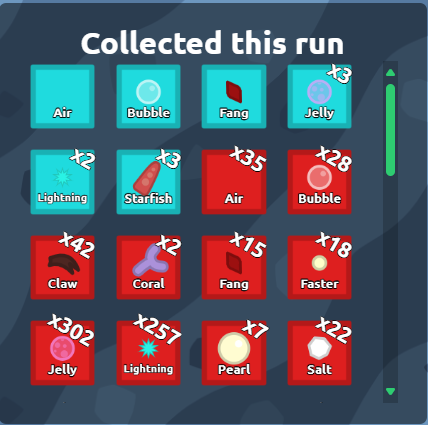 Collected this run
Air
Bubble
Fang
x3
Jelly
x2
Lightning
x3
Starfish
x35
Air
x28
Bubble
x42
Claw
x2
Coral
x15
Fang
x18
Faster
x302
Jelly
x257
Lightning
x7
Pearl
x22
Salt